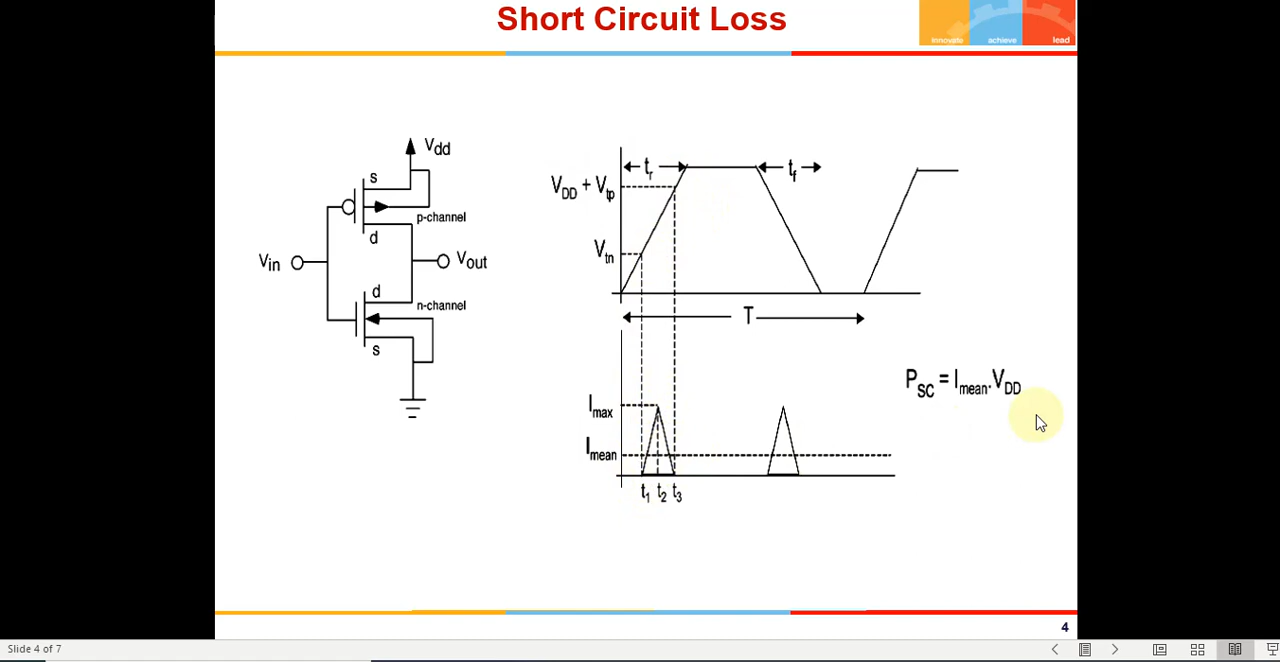 Short Circuit Loss
innovate achieve lead
Vdd
s
p-channel
d
Vin
Vout
d
n-channel
s
tr
tf
VDD + Vtp
Vtn
T
Imax
Imean
t1 t2 t3
PSC = Imean.VDD
4
Slide 4 of 7